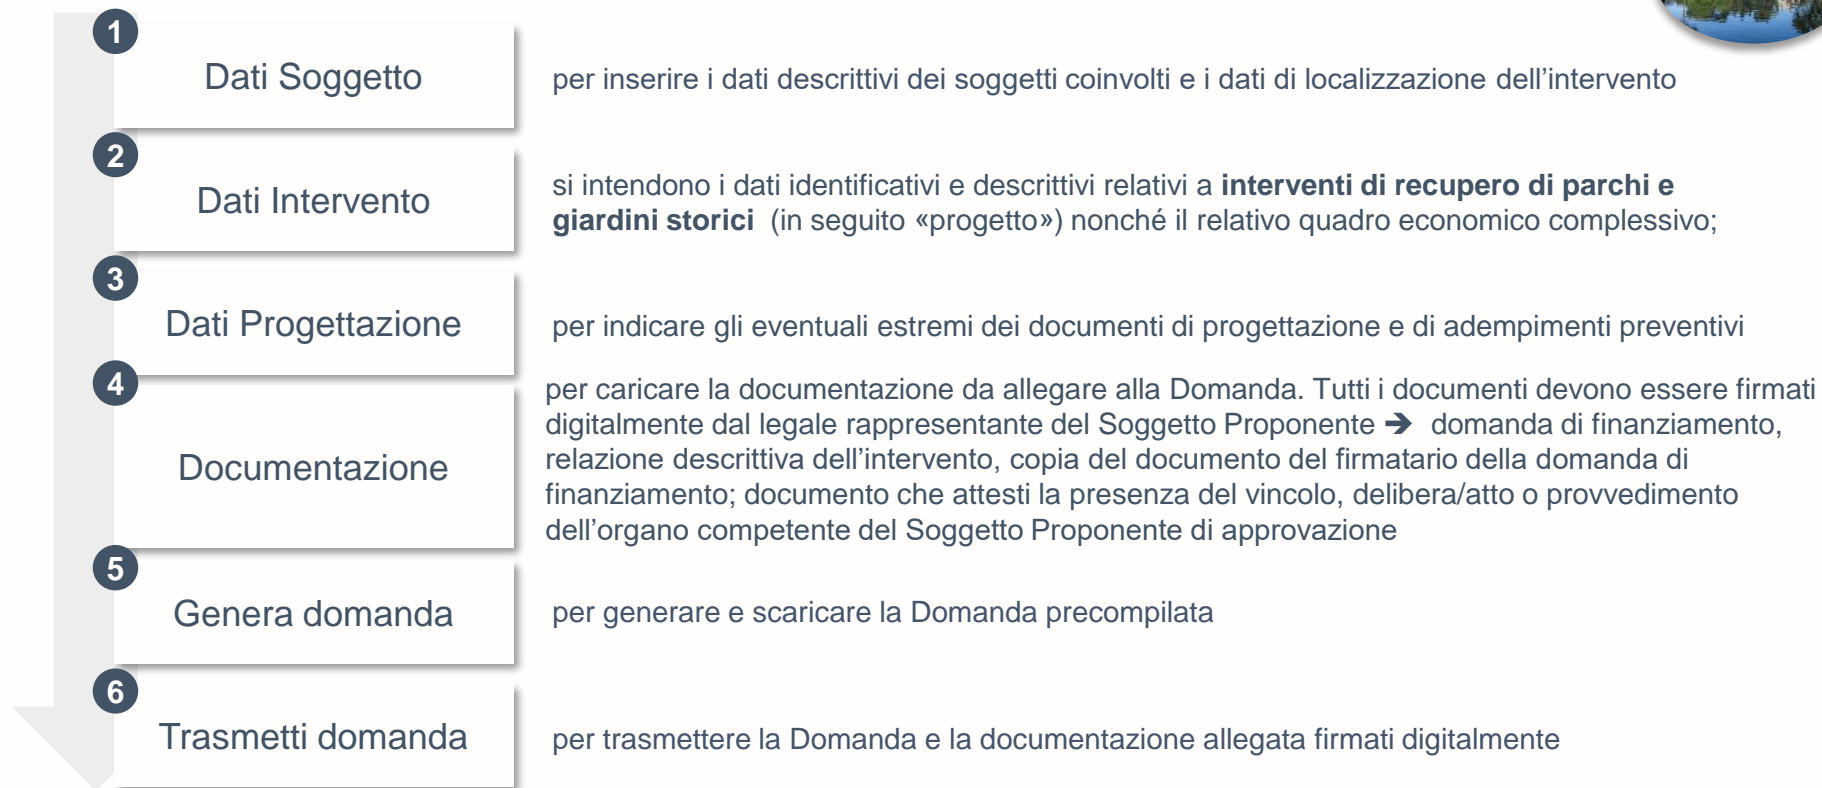 1
Dati Soggetto
per inserire i dati descrittivi dei soggetti coinvolti e i dati di localizzazione dell’intervento
2
Dati Intervento
si intendono i dati identificativi e descrittivi relativi a interventi di recupero di parchi e
giardini storici (in seguito «progetto») nonché il relativo quadro economico complessivo;
3
Dati Progettazione
per indicare gli eventuali estremi dei documenti di progettazione e di adempimenti preventivi
4
Documentazione
per caricare la documentazione da allegare alla Domanda. Tutti i documenti devono essere firmati
digitalmente dal legale rappresentante del Soggetto Proponente ➔ domanda di finanziamento,
relazione descrittiva dell’intervento, copia del documento del firmatario della domanda di
finanziamento; documento che attesti la presenza del vincolo, delibera/atto o provvedimento
dell’organo competente del Soggetto Proponente di approvazione
5
Genera domanda
per generare e scaricare la Domanda precompilata
6
Trasmetti domanda
per trasmettere la Domanda e la documentazione allegata firmati digitalmente